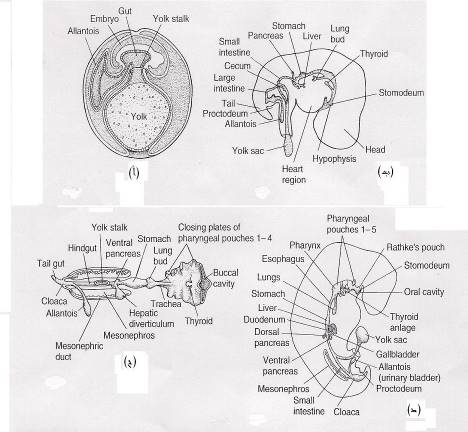 Gut
Embryo
Yolk stalk
Allantois
Yolk
(أ)
Stomach
Pancreas
Liver
Lung
bud
Small
intestine
Thyroid
Cecum
Large
intestine
Stomodeum
Tail
Proctodeum
Allantois
Yolk sac
Head
Hypophysis
Heart
region
(ب)
Yolk stalk
Hindgut
Ventral
pancreas
Stomach
Lung
bud
Closing plates of
pharyngeal pouches 1–4
Tail gut
Buccal
cavity
Cloaca
Allantois
Trachea
Hepatic
diverticulum
Thyroid
Mesonephros
Mesonephric
duct
(ج)
Pharyngeal
pouches 1–5
Pharynx
Rathke's pouch
Esophagus
Stomodeum
Lungs
Stomach
Oral cavity
Liver
Duodenum
Thyroid
anlage
Dorsal
pancreas
Yolk sac
Gallbladder
Ventral
pancreas
Allantois
(urinary bladder)
Mesonephros
Proctodeum
Small
intestine
Cloaca